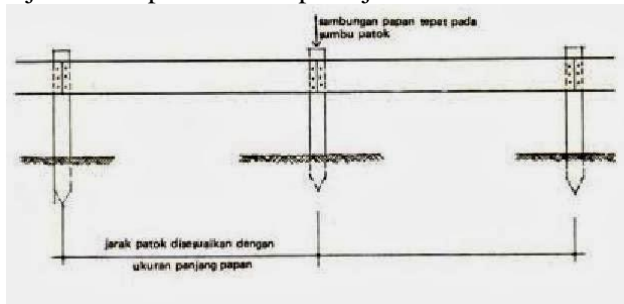 sambungan papan tepat pada
sumbu patok
jarak patok disesuaikan dengan
ukuran panjang papan